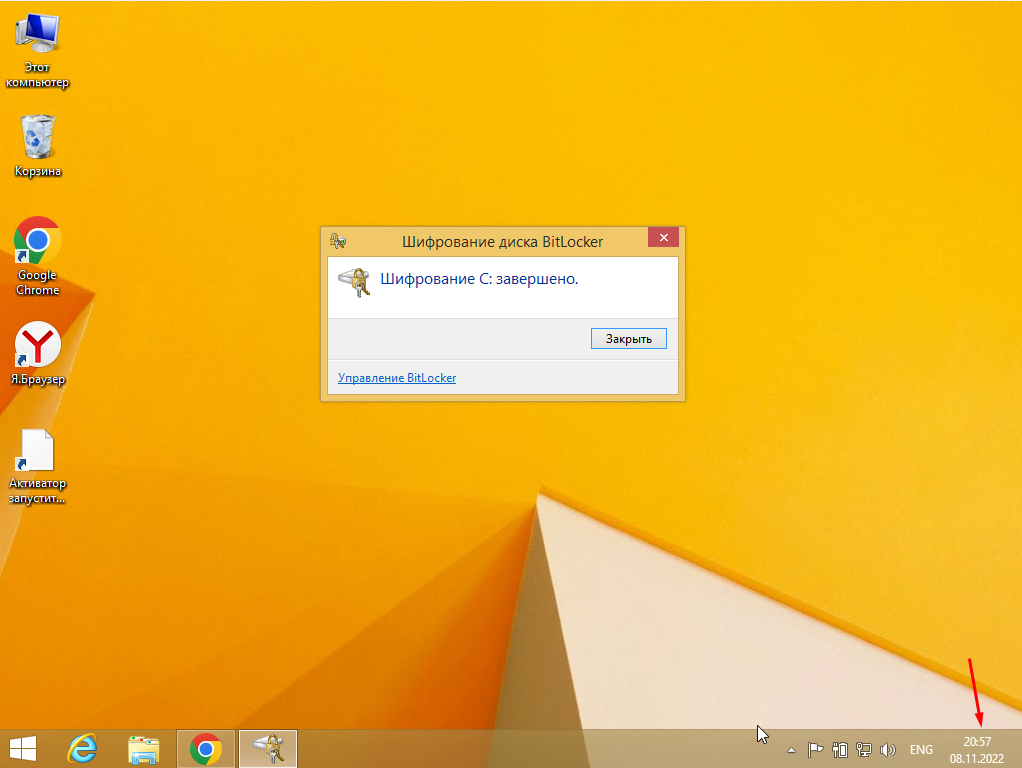 Этот
компьютер
Корзина
Google
Chrome
Я.Браузер
Активатор
запустит...
Шифрование диска BitLocker
Шифрование C: завершено.
Закрыть
Управление BitLocker
ENG
20:57
08.11.2022